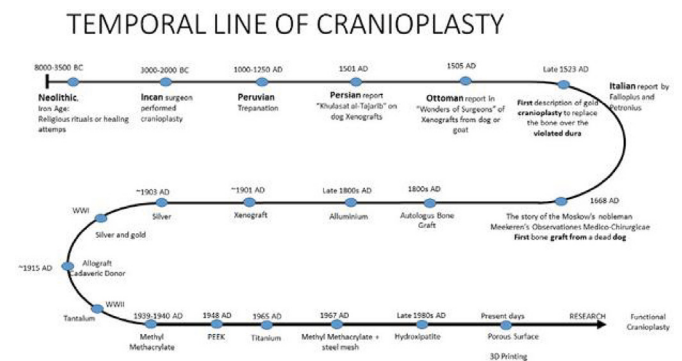 TEMPORAL LINE OF CRANIOPLASTY
8000-3500 BC
Neolithic.
Iron Age:
Religious rituals or healing
attemps
3000-2000 BC
Incan surgeon
performed
cranioplasty
1000-1250 AD
Peruvian
Trepanation
1501 AD
Persian report
"Khulasat al-Tajarib" on
dog Xenografts
1505 AD
Ottoman report in
"Wonders of Surgeons" of
Xenografts from dog or
goat
Late 1523 AD
First description of gold
cranioplasty to replace
the bone over the
violated dura
Italian report by
Fallopius and
Petronius
1668 AD
The story of the Moskow's nobleman
Meekeren's Observationes Medico-Chirurgicae
First bone graft from a dead dog
1800s AD
Autologus Bone
Graft
Late 1800s AD
Alluminium
~1901 AD
Xenograft
~1903 AD
Silver
WWI
Silver and gold
~1915 AD
Allograft
Cadaveric Donor
WWII
Tantalum
1939-1940 AD
Methyl
Methacrylate
1948 AD
PEEK
1965 AD
Titanium
1967 AD
Methyl Methacrylate +
steel mesh
Late 1980s AD
Hydroxipatite
Present days
Porous Surface
3D Printing
RESEARCH
Functional
Cranioplasty